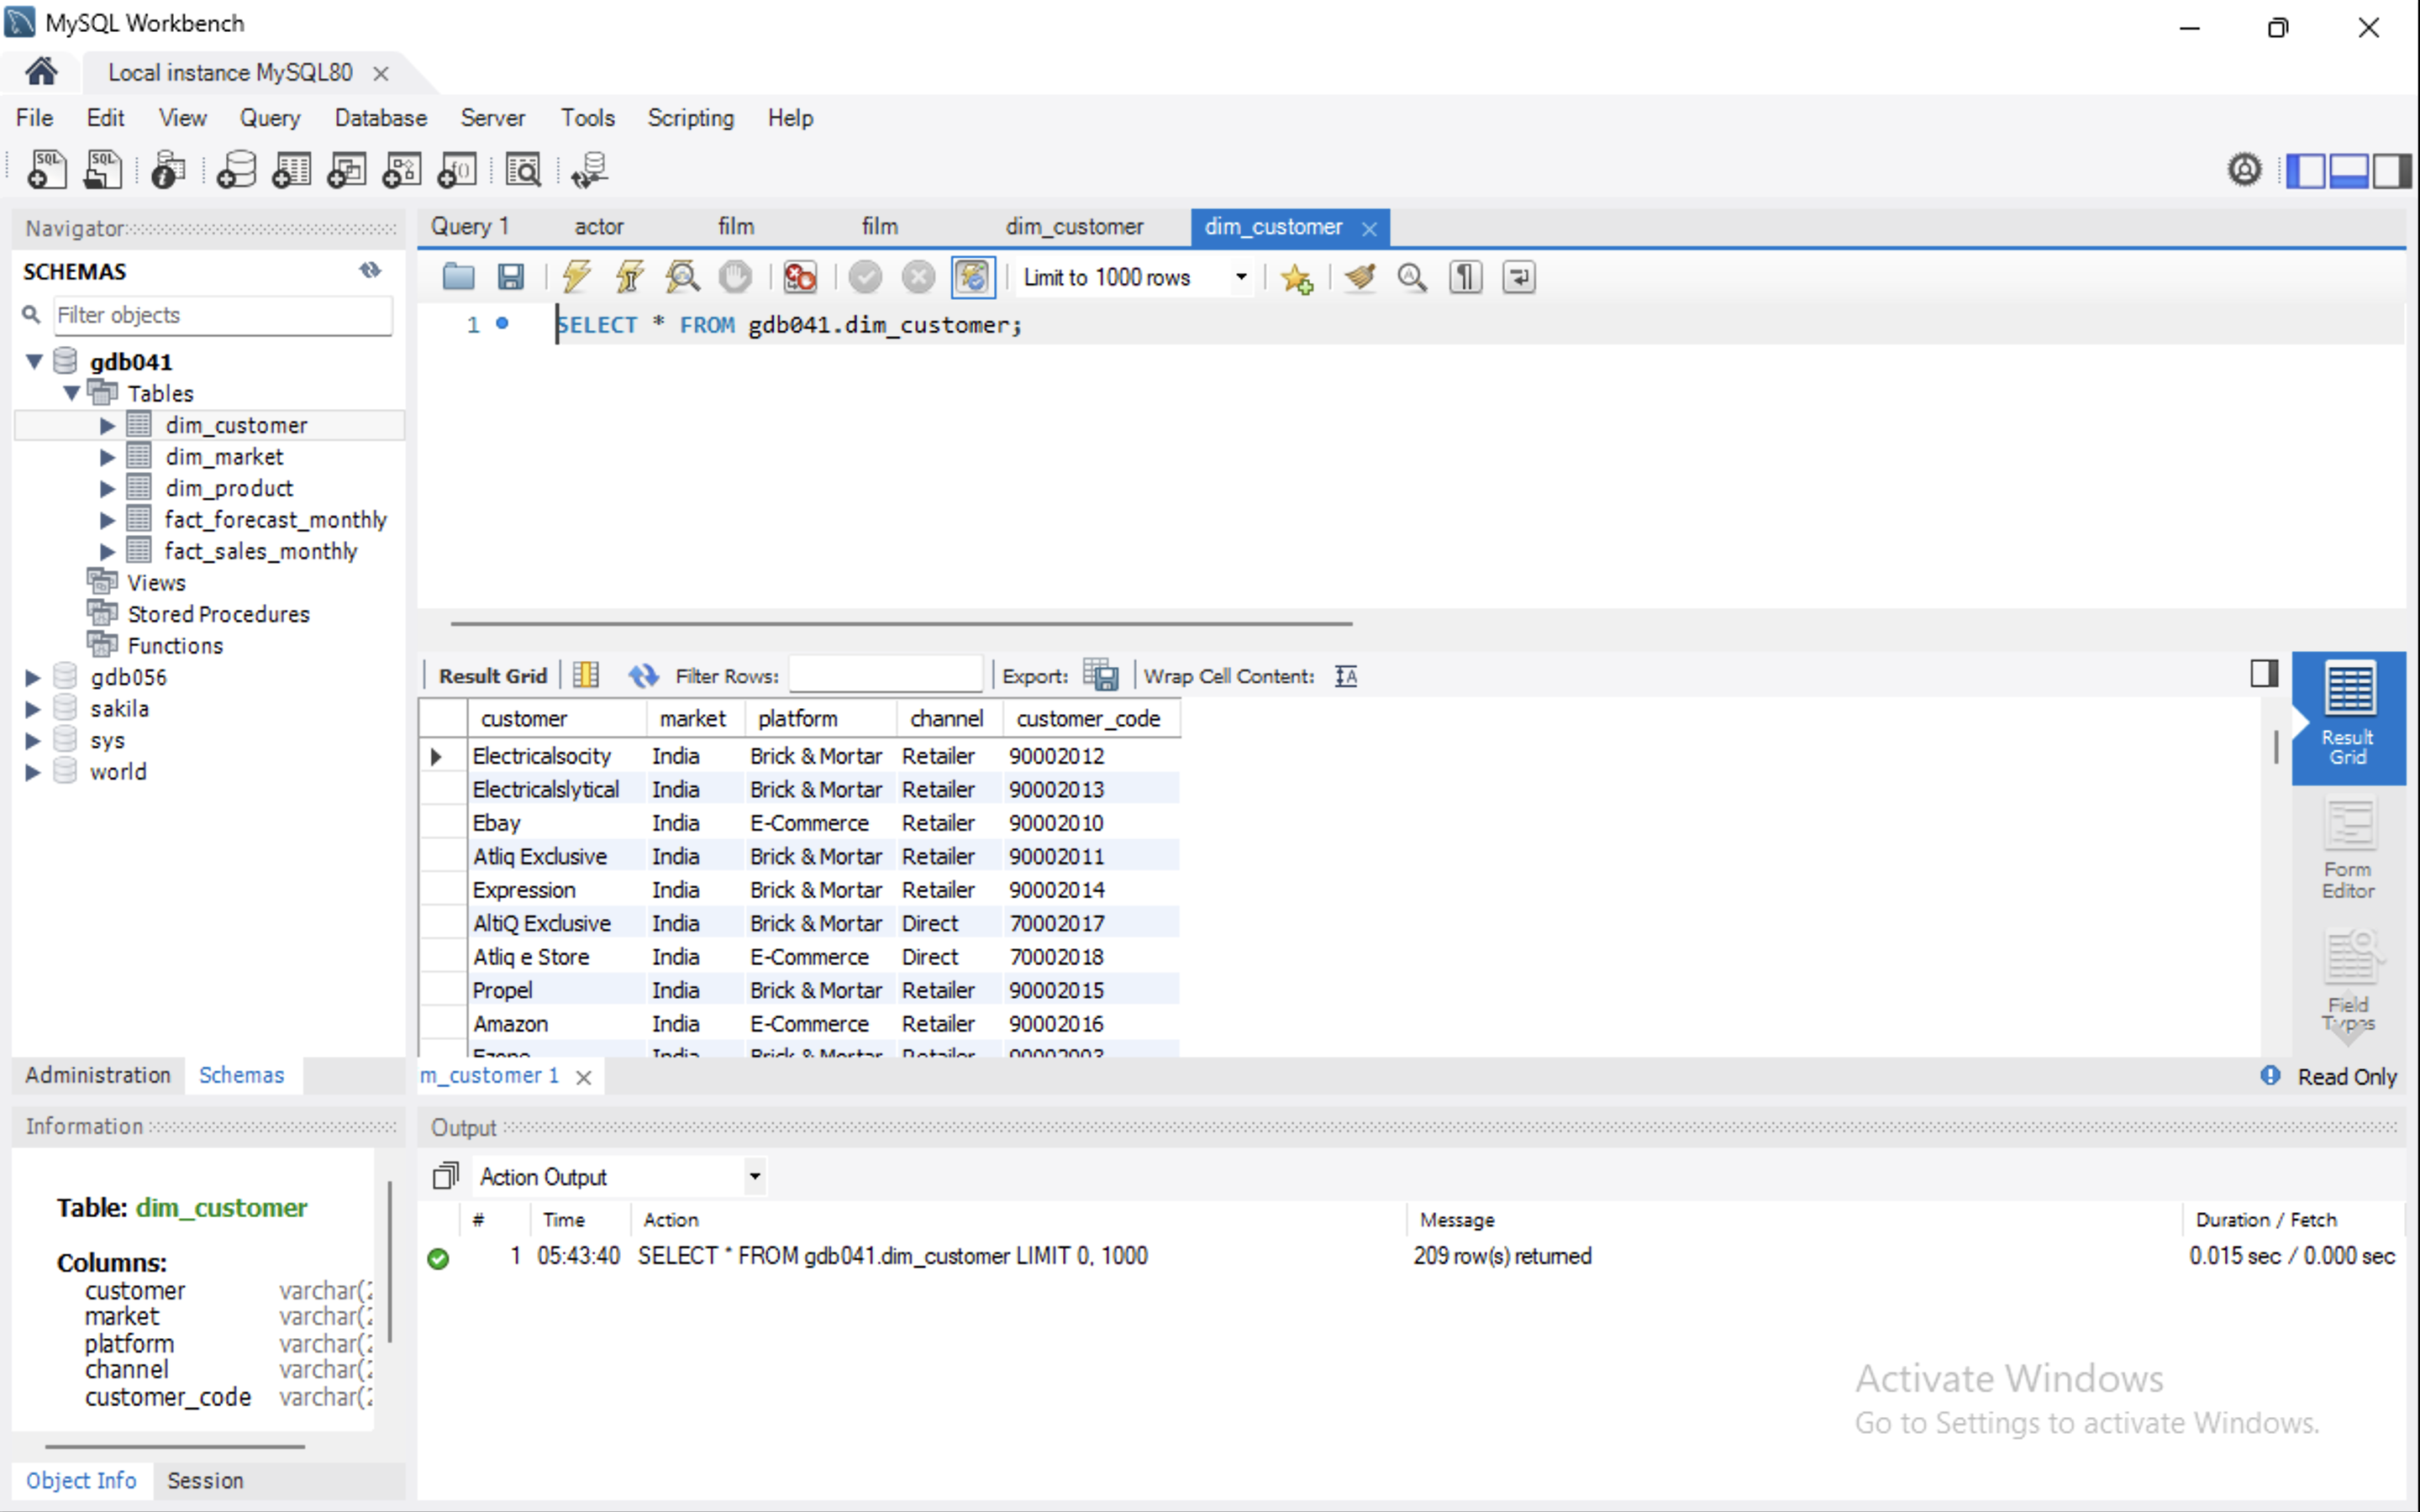 MySQL Workbench
Local instance MySQL80
File Edit View Query Database Server Tools Scripting Help
Navigator
SCHEMAS
Filter objects
gdb041
Tables
dim_customer
dim_market
dim_product
fact_forecast_monthly
fact_sales_monthly
Views
Stored Procedures
Functions
gdb056
sakila
sys
world
Administration Schemas
Information
Table: dim_customer
Columns:
customer varchar(
market varchar(
platform varchar(
channel varchar(
customer_code varchar(
Object Info Session
Query 1 actor film film dim_customer dim_customer
Limit to 1000 rows
1 SELECT * FROM gdb041.dim_customer;
Result Grid Filter Rows: Export: Wrap Cell Content:
customer market platform channel customer_code
Electricalsocity India Brick & Mortar Retailer 90002012
Electricalslytical India Brick & Mortar Retailer 90002013
Ebay India E-Commerce Retailer 90002010
Atliq Exclusive India Brick & Mortar Retailer 90002011
Expression India Brick & Mortar Retailer 90002014
AltiQ Exclusive India Brick & Mortar Direct 70002017
Atliq e Store India E-Commerce Direct 70002018
Propel India Brick & Mortar Retailer 90002015
Amazon India E-Commerce Retailer 90002016
India Brick & Mortar Retailer
Result
Grid
Form
Editor
Field
Types
m_customer 1
Read Only
Output
Action Output
# Time Action Message Duration / Fetch
1 05:43:40 SELECT * FROM gdb041.dim_customer LIMIT 0, 1000 209 row(s) returned 0.015 sec / 0.000 sec
Activate Windows
Go to Settings to activate Windows.